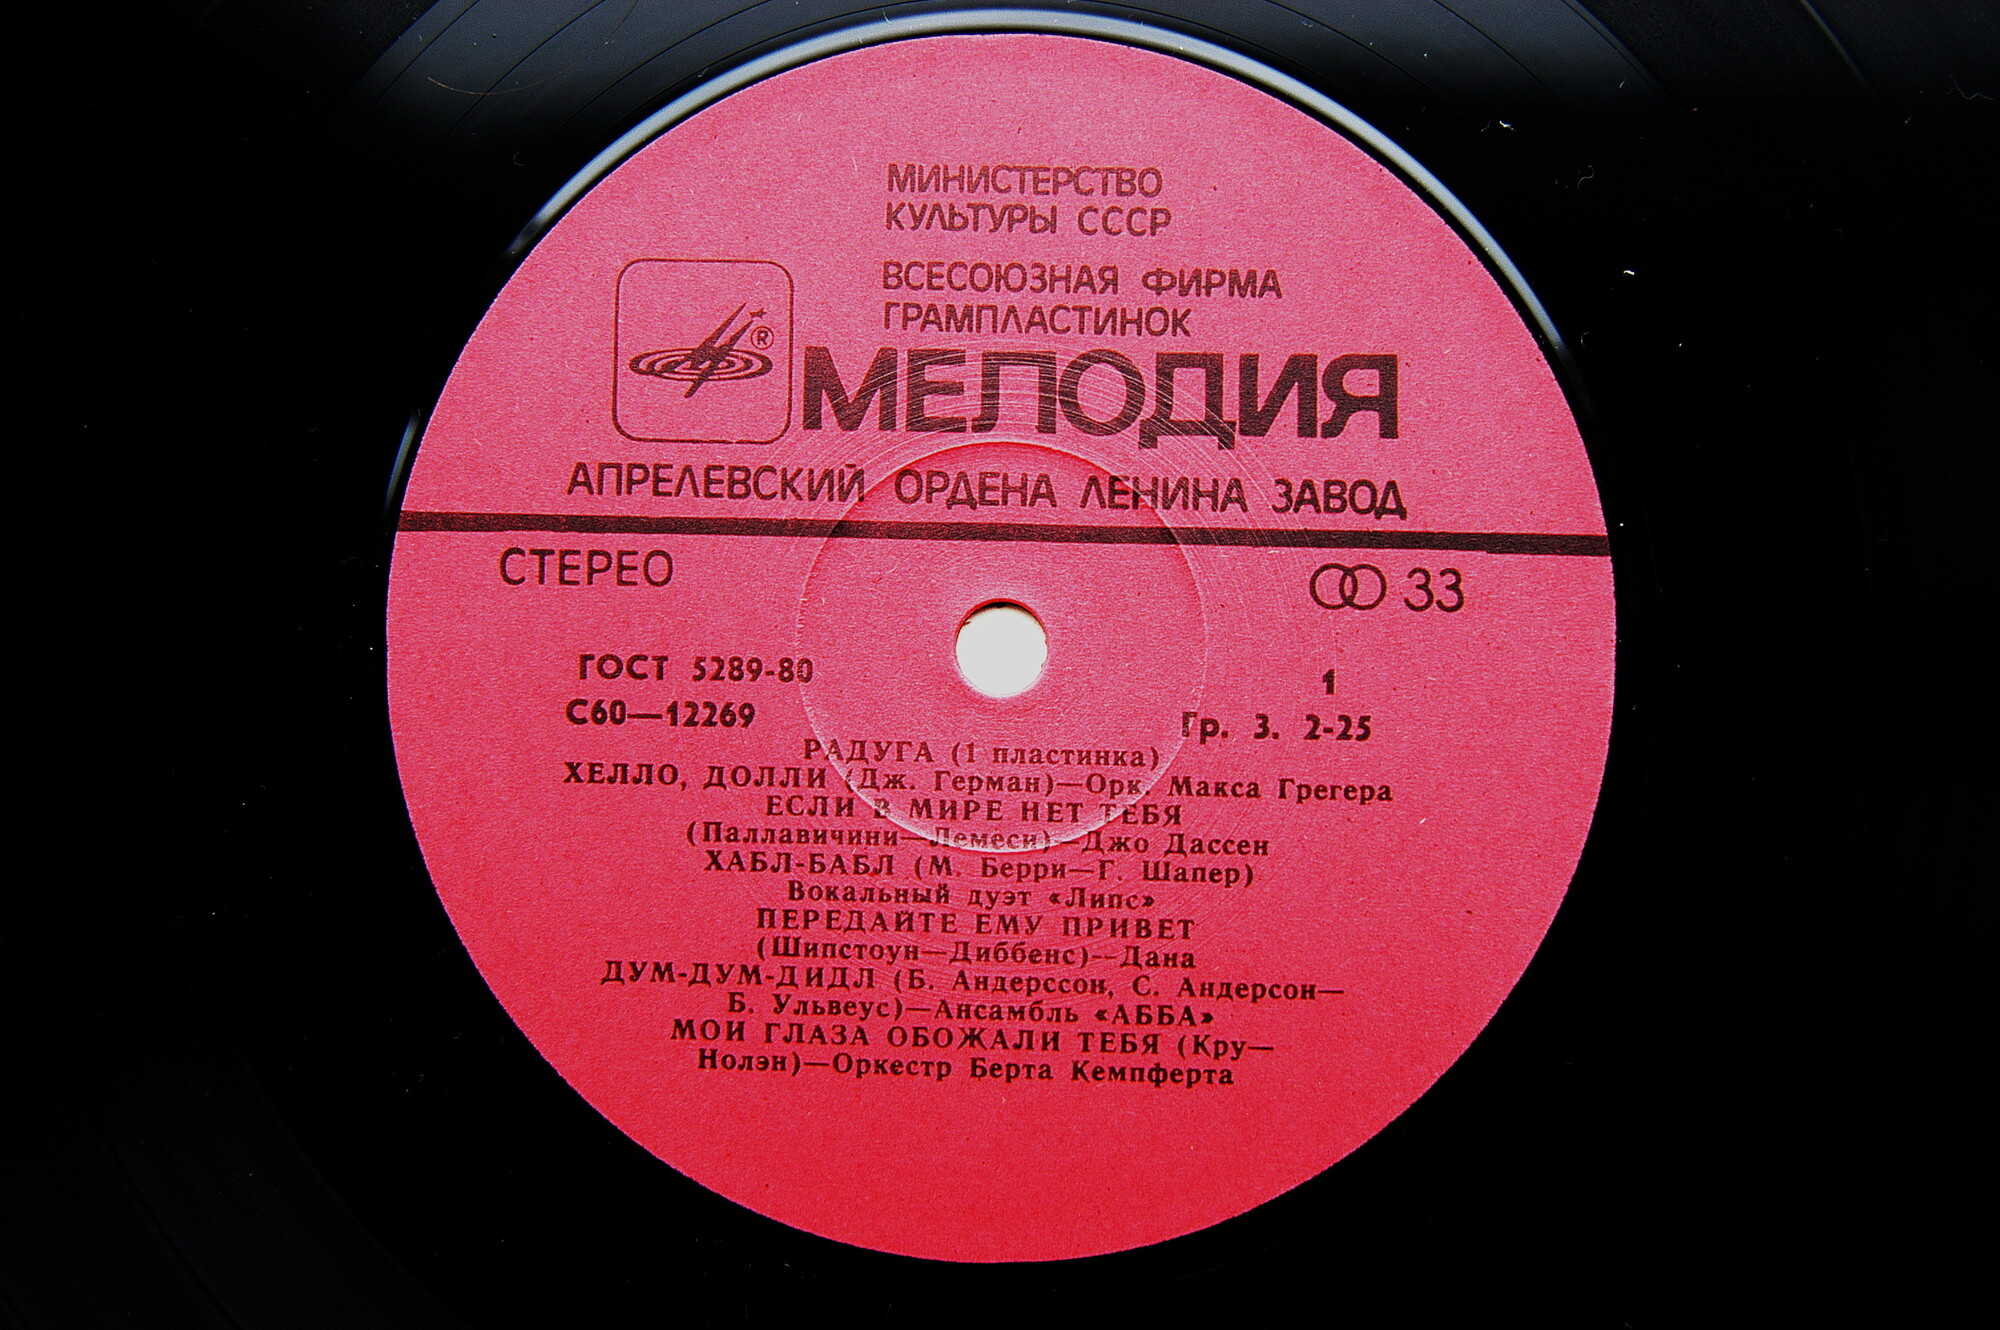 МИНИСТЕРСТВО
КУЛЬТУРЫ СССР
ВСЕСОЮЗНАЯ ФИРМА
ГРАМПЛАСТИНОК
®
МЕЛОДИЯ
АПРЕЛЕВСКИЙ ОРДЕНА ЛЕНИНА ЗАВОД
СТЕРЕО
33
ГОСТ 5289-80
1
С60—12269
Гр. 3. 2-25
РАДУГА (1 пластинка)
ХЕЛЛО, ДОЛЛИ (Дж. Герман)—Орк. Макса Грегера
ЕСЛИ В МИРЕ НЕТ ТЕБЯ
(Паллавичини—Лемеси)—Джо Дассен
ХАБЛ-БАБЛ (М. Берри—Г. Шапер)
Вокальный дуэт «Липс»
ПЕРЕДАЙТЕ ЕМУ ПРИВЕТ
(Шипстоун—Диббенс)—Дана
ДУМ-ДУМ-ДИДЛ (Б. Андерссон, С. Андерсон—
Б. Ульвеус)—Ансамбль «АББА»
МОИ ГЛАЗА ОБОЖАЛИ ТЕБЯ (Кру—
Нолэн)—Оркестр Берта Кемпферта